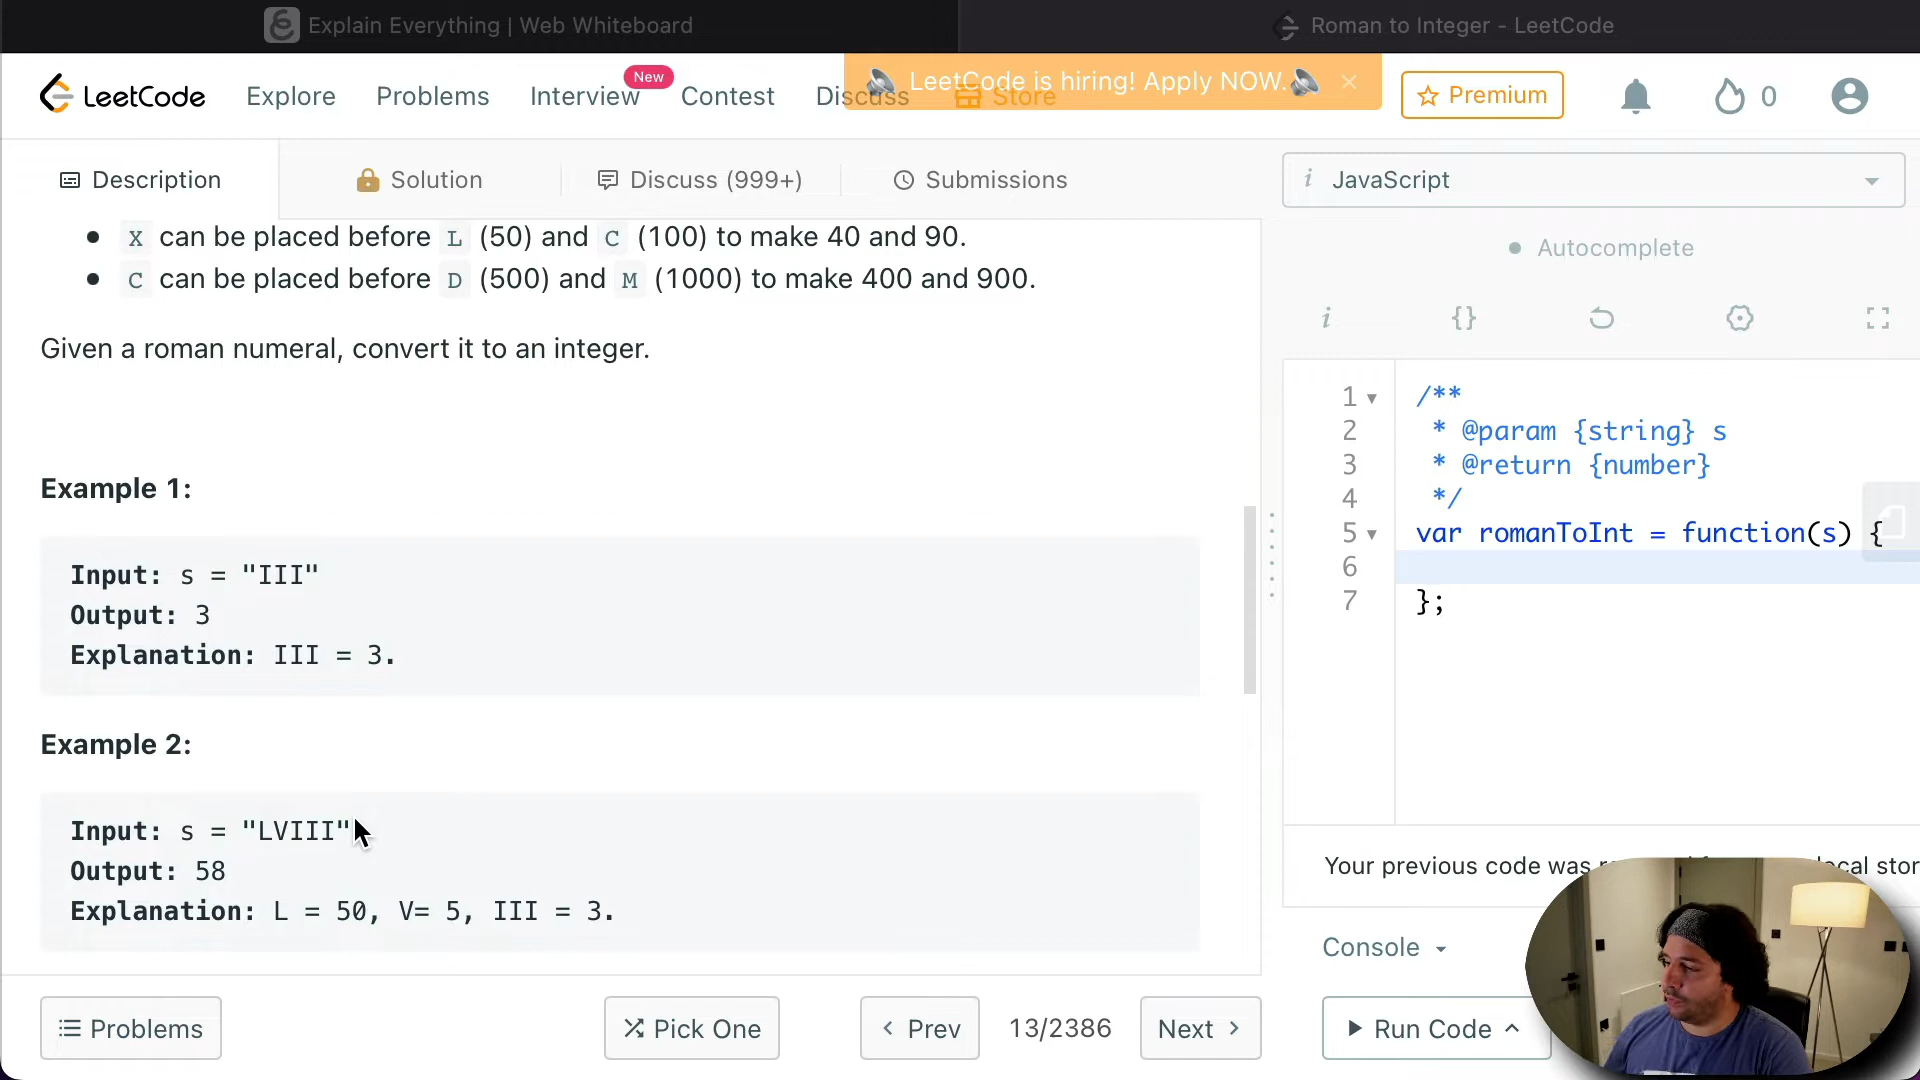 Explain Everything | Web Whiteboard
Roman to Integer - LeetCode
LeetCode
Explore
Problems
Interview
New
Contest
Discuss
Store
LeetCode is hiring! Apply NOW.
Premium
0
Description
Solution
Discuss (999+)
Submissions
i JavaScript
X can be placed before L (50) and C (100) to make 40 and 90.
C can be placed before D (500) and M (1000) to make 400 and 900.
Given a roman numeral, convert it to an integer.
Example 1:
Input: s = "III"
Output: 3
Explanation: III = 3.
Example 2:
Input: s = "LVIII"
Output: 58
Explanation: L = 50, V= 5, III = 3.
Autocomplete
i {}
1 /**
2 * @param {string} s
3 * @return {number}
4 */
5 var romanToInt = function(s) {
6
7 };
Your previous code was
Console
Problems
Pick One
Prev
13/2386
Next
Run Code